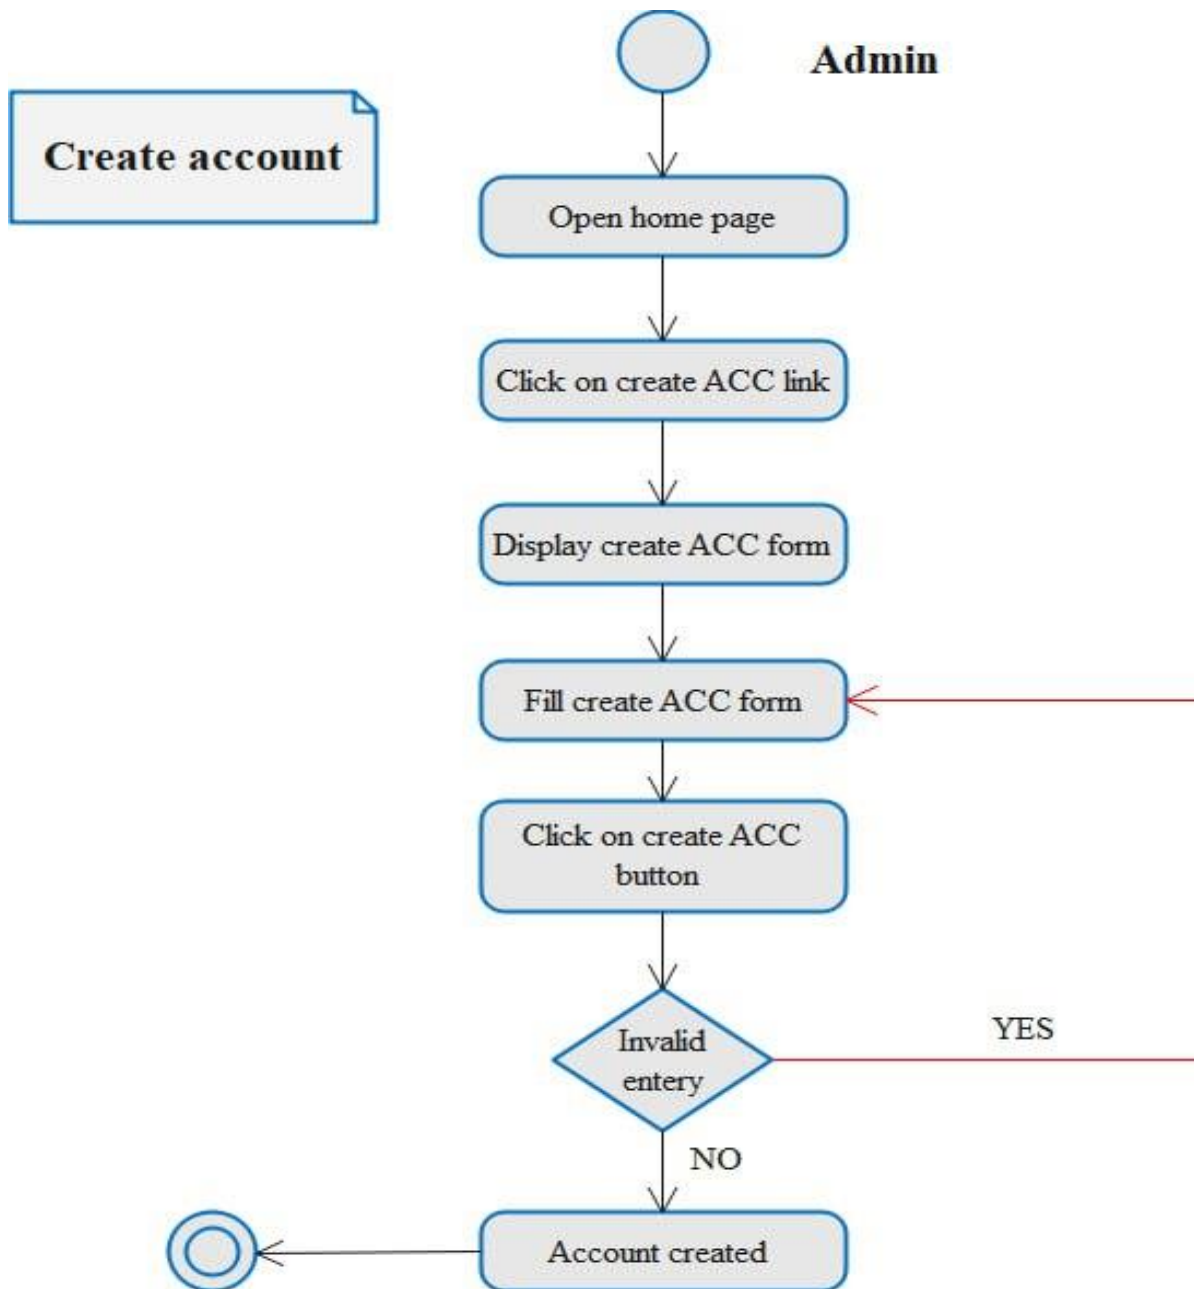 Admin
Create account
Open home page
Click on create ACC link
Display create ACC form
Fill create ACC form
Click on create ACC
button
Invalid
entery
YES
NO
Account created